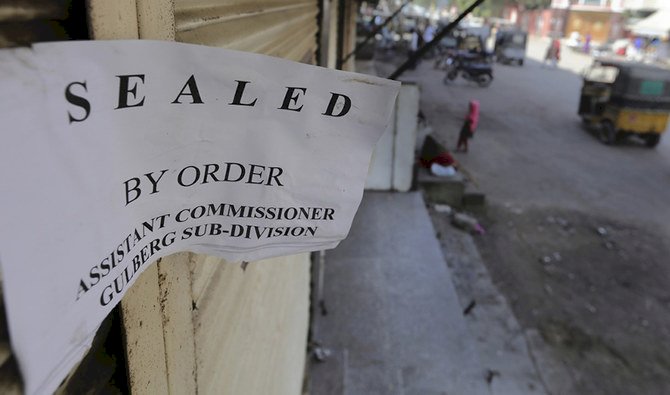 SEALED
BY ORDER
ASSISTANT COMMISSIONER
GULBERG SUB-DIVISION